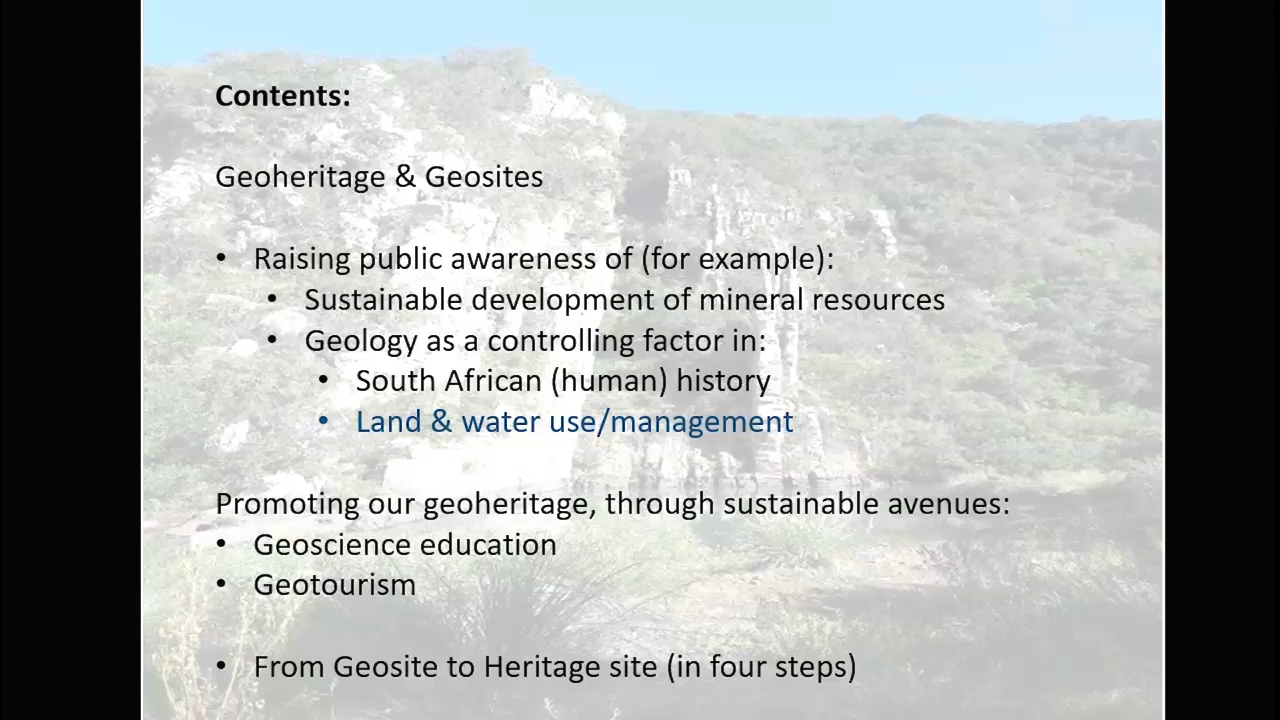 Contents:
Geoheritage & Geosites
• Raising public awareness of (for example):
• Sustainable development of mineral resources
• Geology as a controlling factor in:
• South African (human) history
• Land & water use/management
Promoting our geoheritage, through sustainable avenues:
• Geoscience education
• Geotourism
• From Geosite to Heritage site (in four steps)